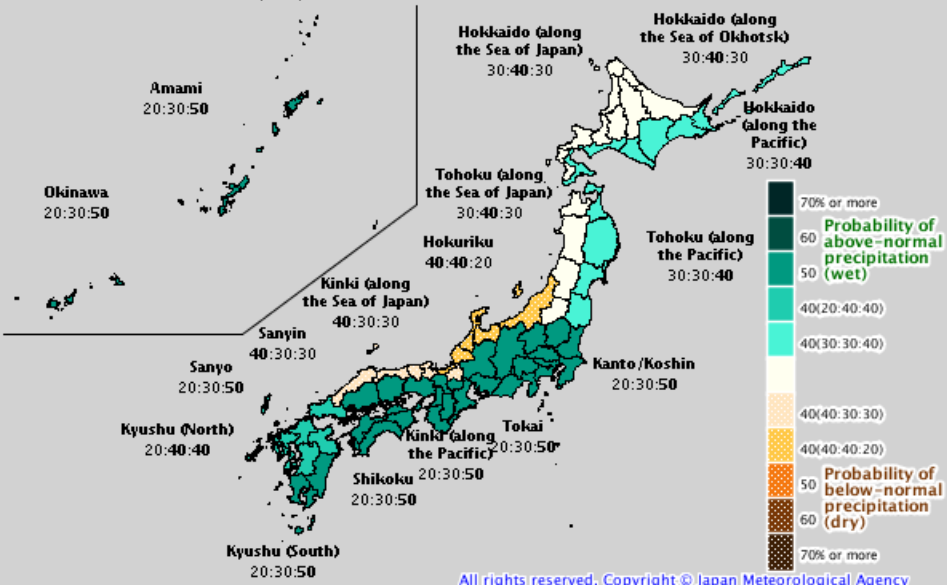 Hokkaido (along
the Sea of Japan)
30:40:30
Hokkaido (along
the Sea of Okhotsk)
30:40:30
Hokkaido
(along the
Pacific)
30:30:40
Amami
20:30:50
Okinawa
20:30:50
Tohoku (along
the Sea of Japan)
30:40:30
Hokuriku
40:40:20
Tohoku (along
the Pacific)
30:30:40
Kinki (along
the Sea of Japan)
40:30:30
Sanyin
40:30:30
Sanyo
20:30:50
Kanto/Koshin
20:30:50
Kyushu (North)
20:40:40
Tokai
20:30:50
Kinki (along
the Pacific)
20:30:50
Shikoku
20:30:50
Kyushu (South)
20:30:50
70% or more
60
50
Probability of
above-normal
precipitation
(wet)
40(20:40:40)
40(30:30:40)
40(40:30:30)
40(40:40:20)
50
60
Probability of
below-normal
precipitation
(dry)
70% or more
All rights reserved. Copyright © Japan Meteorological Agency